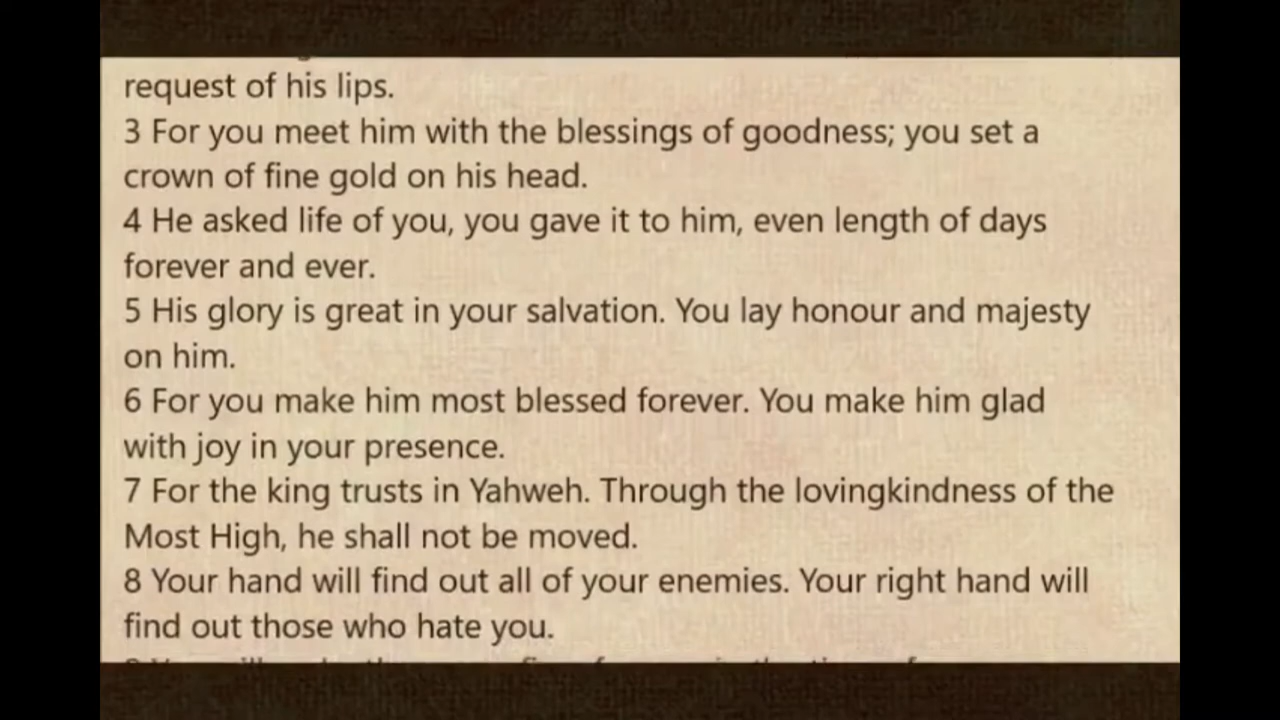 request of his lips.
3 For you meet him with the blessings of goodness; you set a
crown of fine gold on his head.
4 He asked life of you, you gave it to him, even length of days
forever and ever.
5 His glory is great in your salvation. You lay honour and majesty
on him.
6 For you make him most blessed forever. You make him glad
with joy in your presence.
7 For the king trusts in Yahweh. Through the lovingkindness of the
Most High, he shall not be moved.
8 Your hand will find out all of your enemies. Your right hand will
find out those who hate you.